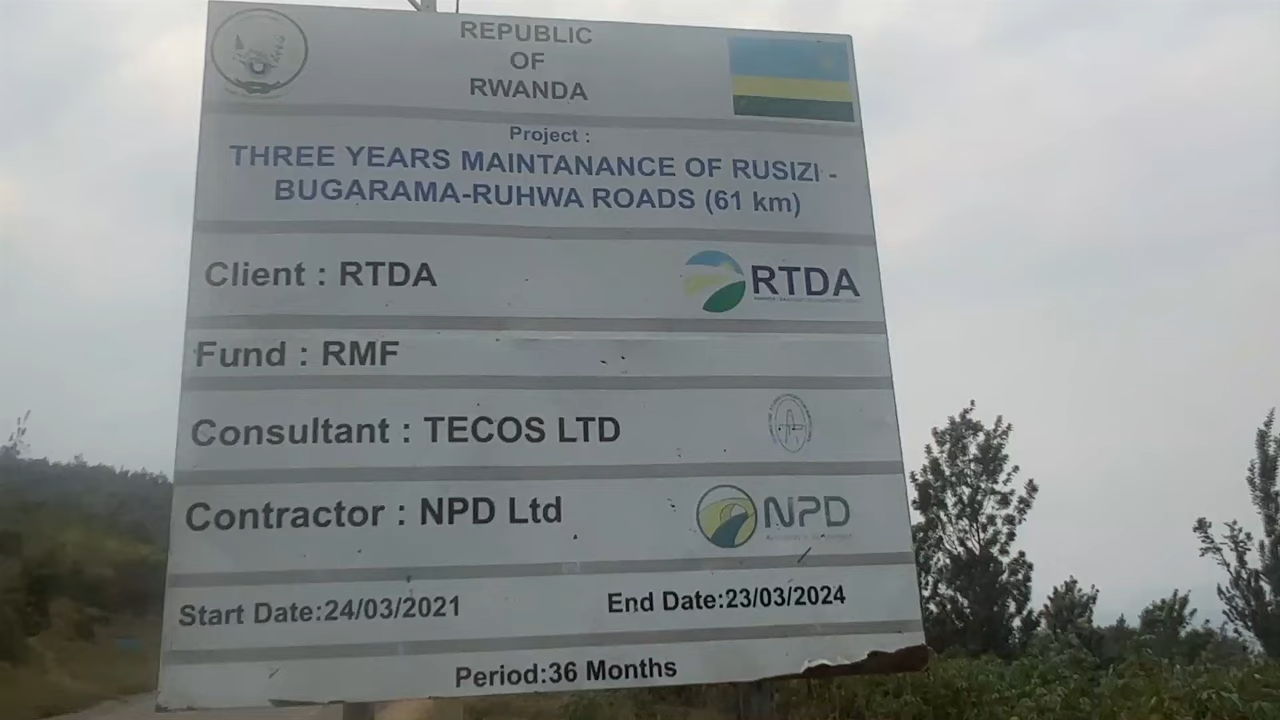 REPUBLIC
OF
RWANDA
Project :
THREE YEARS MAINTANANCE OF RUSIZI -
BUGARAMA-RUHWA ROADS (61 km)
Client : RTDA
RTDA
Fund : RMF
Consultant : TECOS LTD
Contractor : NPD Ltd
NPD
Start Date:24/03/2021
End Date:23/03/2024
Period:36 Months